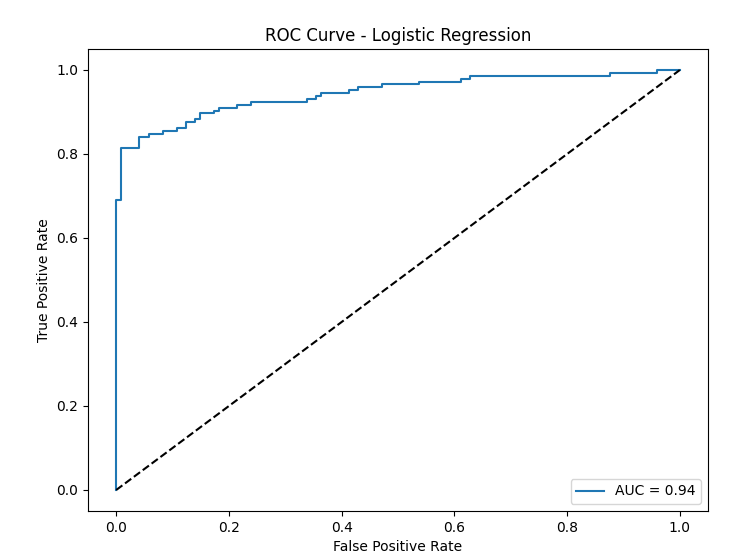 ROC Curve - Logistic Regression
True Positive Rate
1.0
0.8
0.6
0.4
0.2
0.0
AUC = 0.94
0.0 0.2 0.4 0.6 0.8 1.0
False Positive Rate